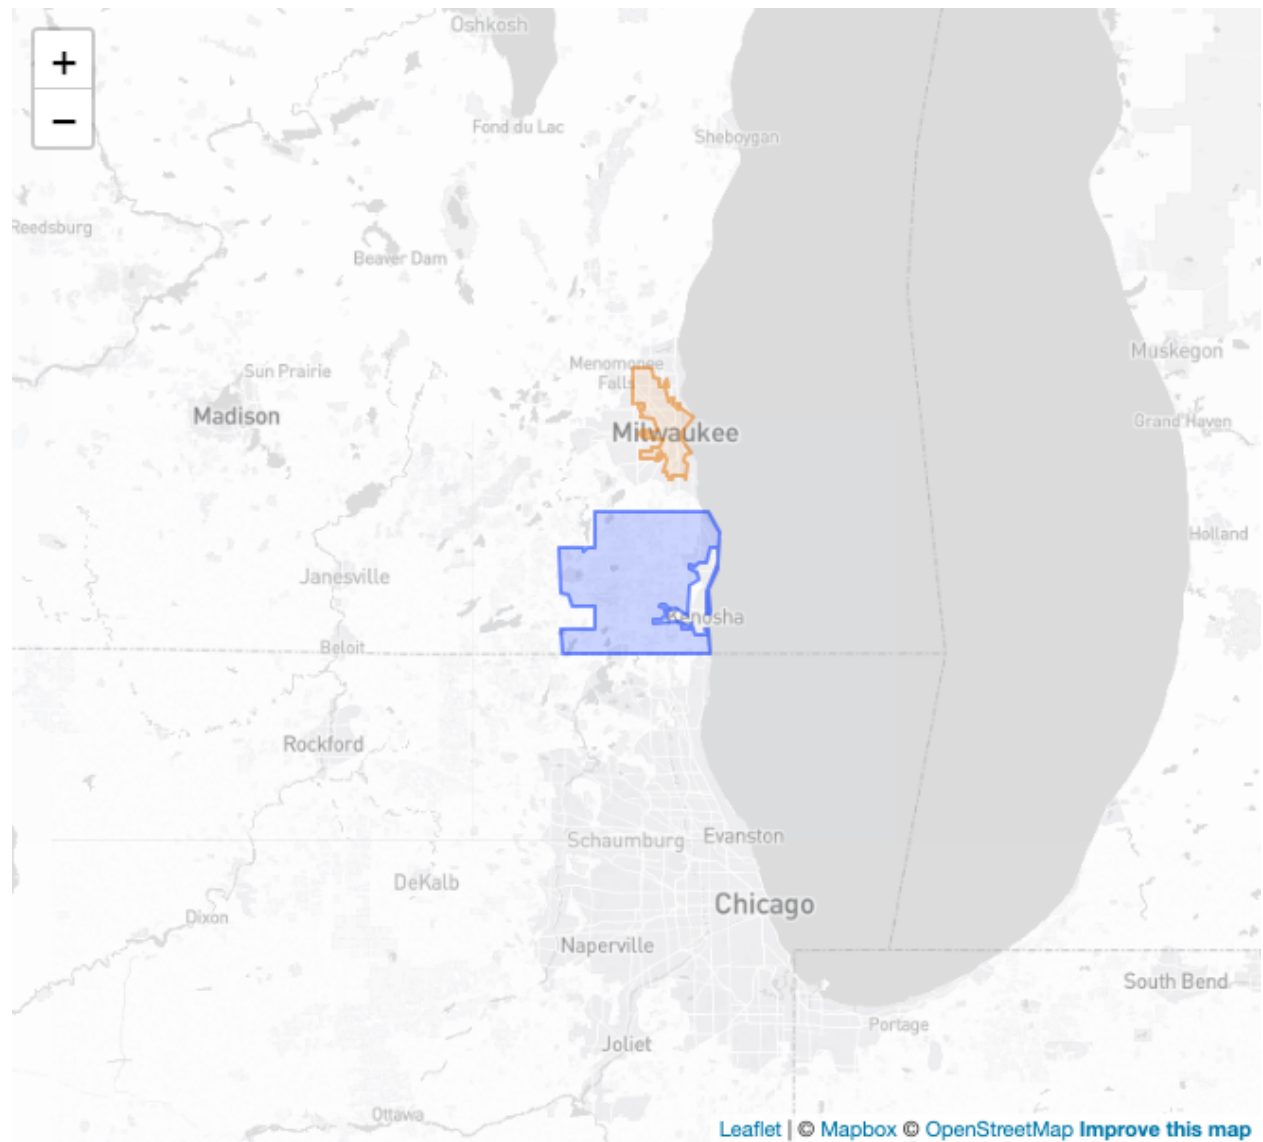 Oshkosh
+
−
Fond du Lac
Sheboygan
Reedsburg
Beaver Dam
Muskegon
Menomonee
Falls
Sun Prairie
Madison
Grand Haven
Milwaukee
Holland
Janesville
Kenosha
Beloit
Rockford
Evanston
Schaumburg
DeKalb
Chicago
Dixon
Naperville
South Bend
Portage
Joliet
Ottawa
Leaflet | © Mapbox © OpenStreetMap Improve this map